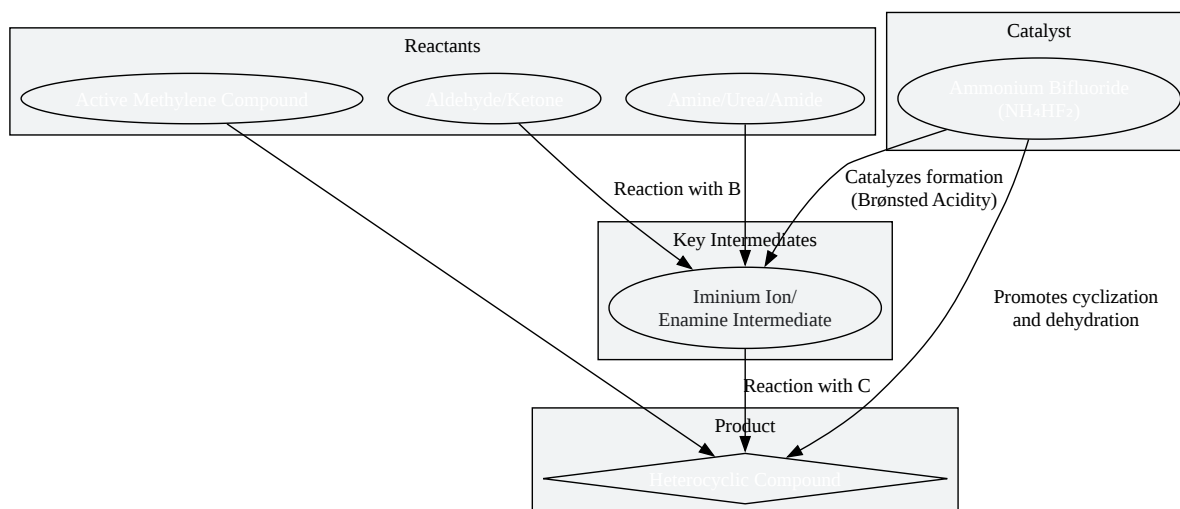 Catalyst
Reactants
Active Methylene Compound
Aldehyde/Ketone
Amine/Urea/Amide
Ammonium Bifluoride
(NH₄HF₂)
Reaction with B
Catalyzes formation
(Brønsted Acidity)
Key Intermediates
Iminium Ion/
Enamine Intermediate
Promotes cyclization
and dehydration
Reaction with C
Product
Heterocyclic Compound